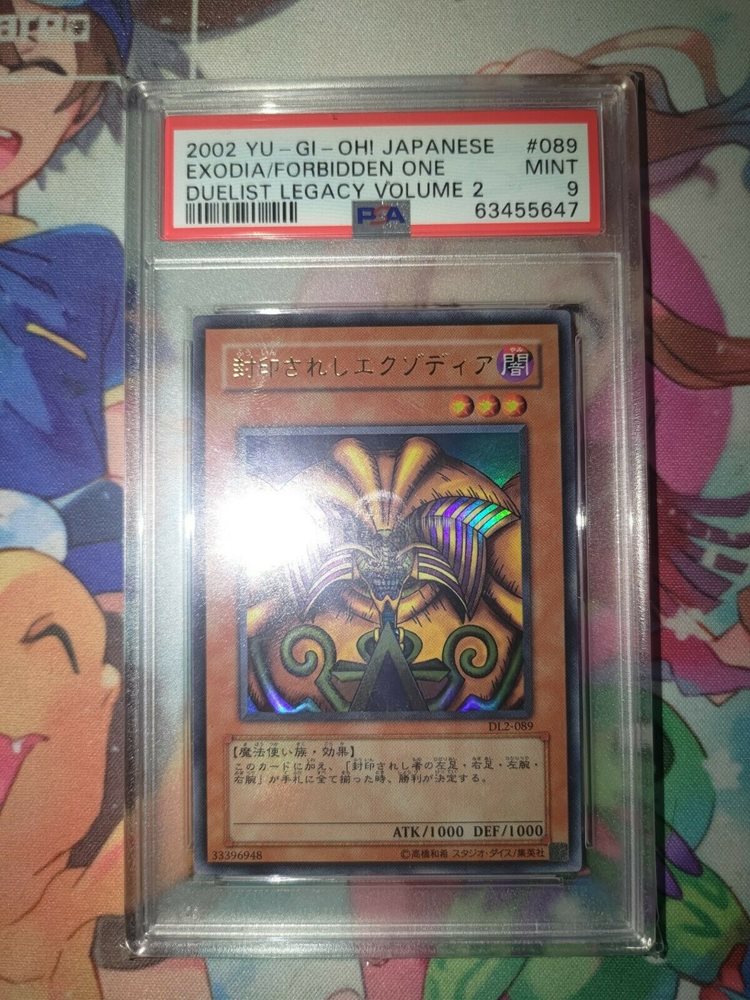 2002 YU-GI-OH! JAPANESE #089
EXODIA/FORBIDDEN ONE MINT
DUELIST LEGACY VOLUME 2 9
PSA 63455647
封印されしエクゾディア 闇
DL2-089
【魔法使い族・効果】
このカードに加え、「封印されし者の左足・右足・左腕・
右腕」が手札に全て揃った時、勝利が決定する。
ATK/1000 DEF/1000
33396948 ©高橋和希 スタジオ・ダイス/集英社